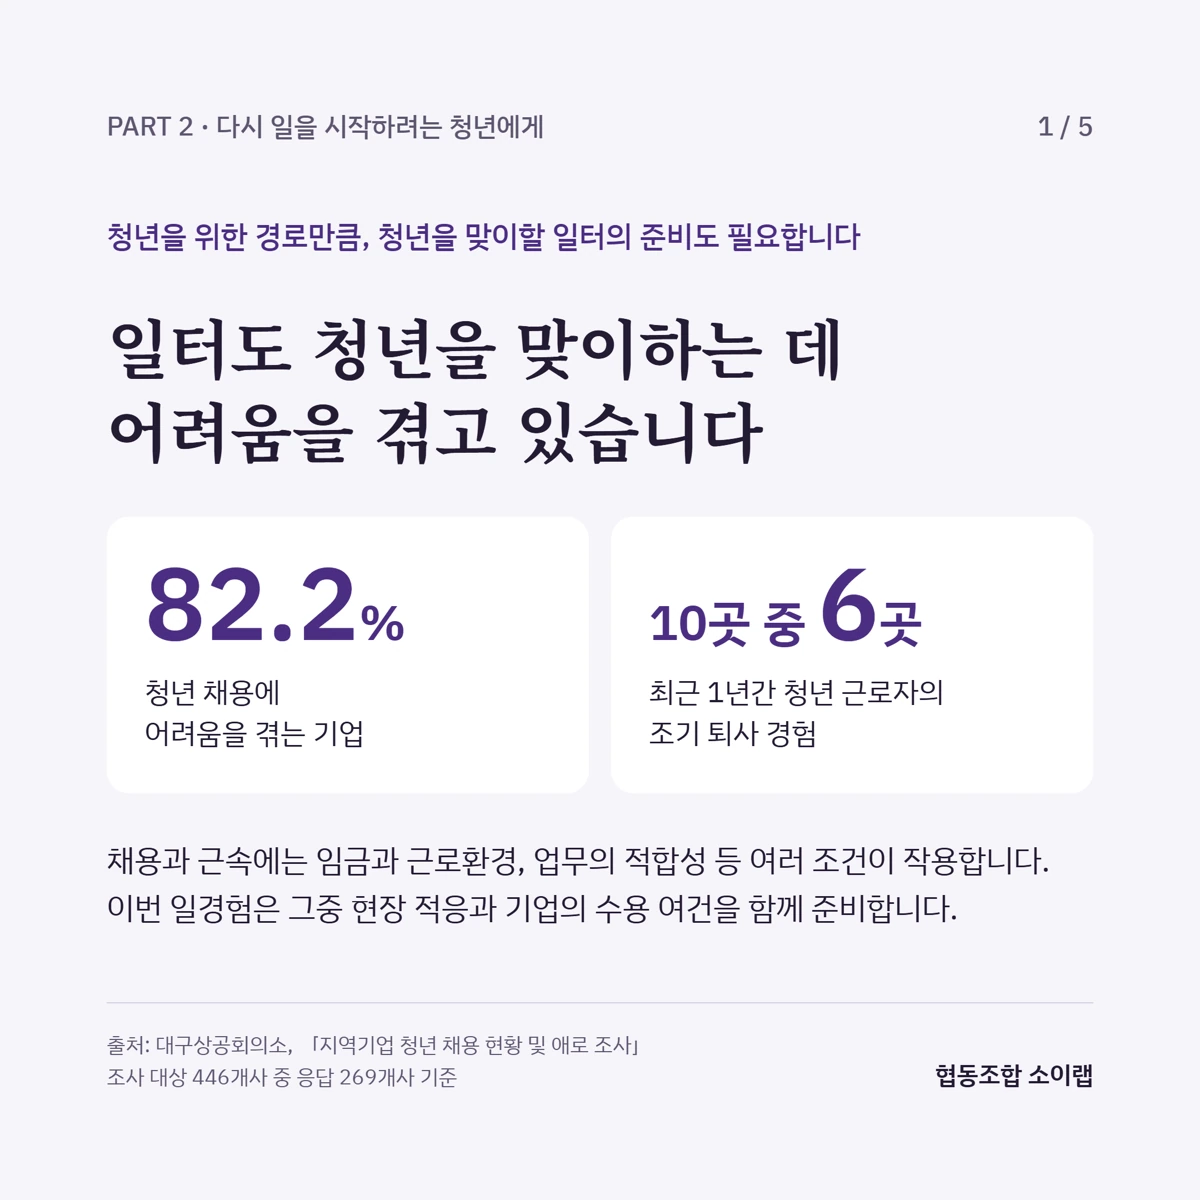 PART 2 · 다시 일을 시작하려는 청년에게
1 / 5
청년을 위한 경로만큼, 청년을 맞이할 일터의 준비도 필요합니다
일터도 청년을 맞이하는 데
어려움을 겪고 있습니다
82.2%
청년 채용에
어려움을 겪는 기업
10곳 중 6곳
최근 1년간 청년 근로자의
조기 퇴사 경험
채용과 근속에는 임금과 근로환경, 업무의 적합성 등 여러 조건이 작용합니다.
이번 일경험은 그중 현장 적응과 기업의 수용 여건을 함께 준비합니다.
출처: 대구상공회의소, 「지역기업 청년 채용 현황 및 애로 조사」
조사 대상 446개사 중 응답 269개사 기준
협동조합 소이랩